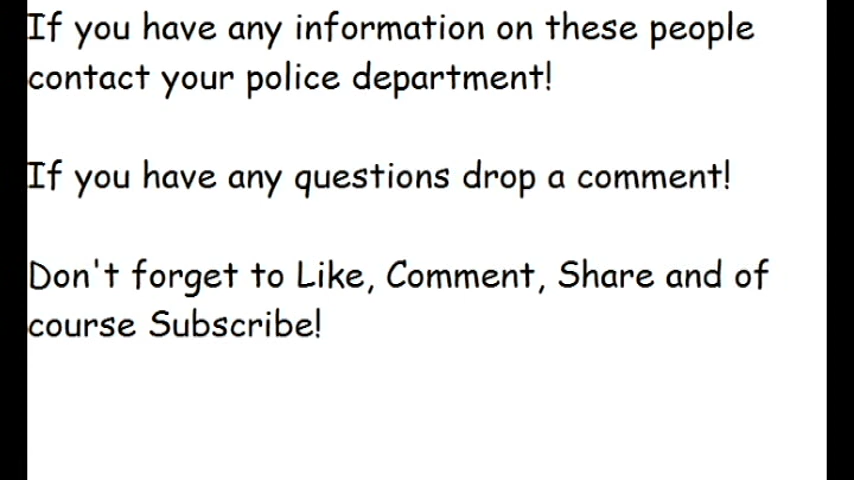 If you have any information on these people
contact your police department!
If you have any questions drop a comment!
Don't forget to Like, Comment, Share and of
course Subscribe!